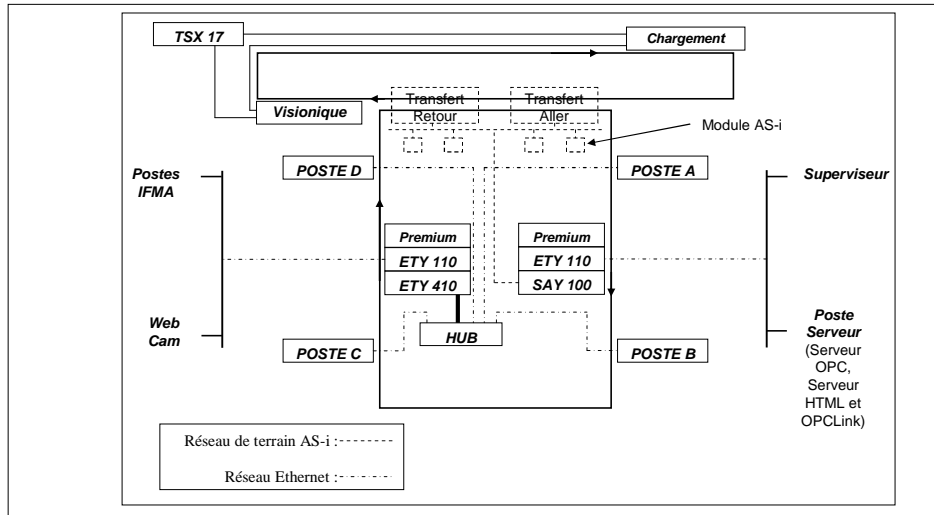 TSX 17
Chargement
Visionique
Transfert
Retour
Transfert
Aller
Module AS-i
POSTE D
POSTE A
Postes
IFMA
Superviseur
Premium
ETY 110
ETY 410
Premium
ETY 110
SAY 100
Web
Cam
HUB
POSTE C
POSTE B
Poste
Serveur
(Serveur
OPC,
Serveur
HTML et
OPCLink)
Réseau de terrain AS-i :
Réseau Ethernet :